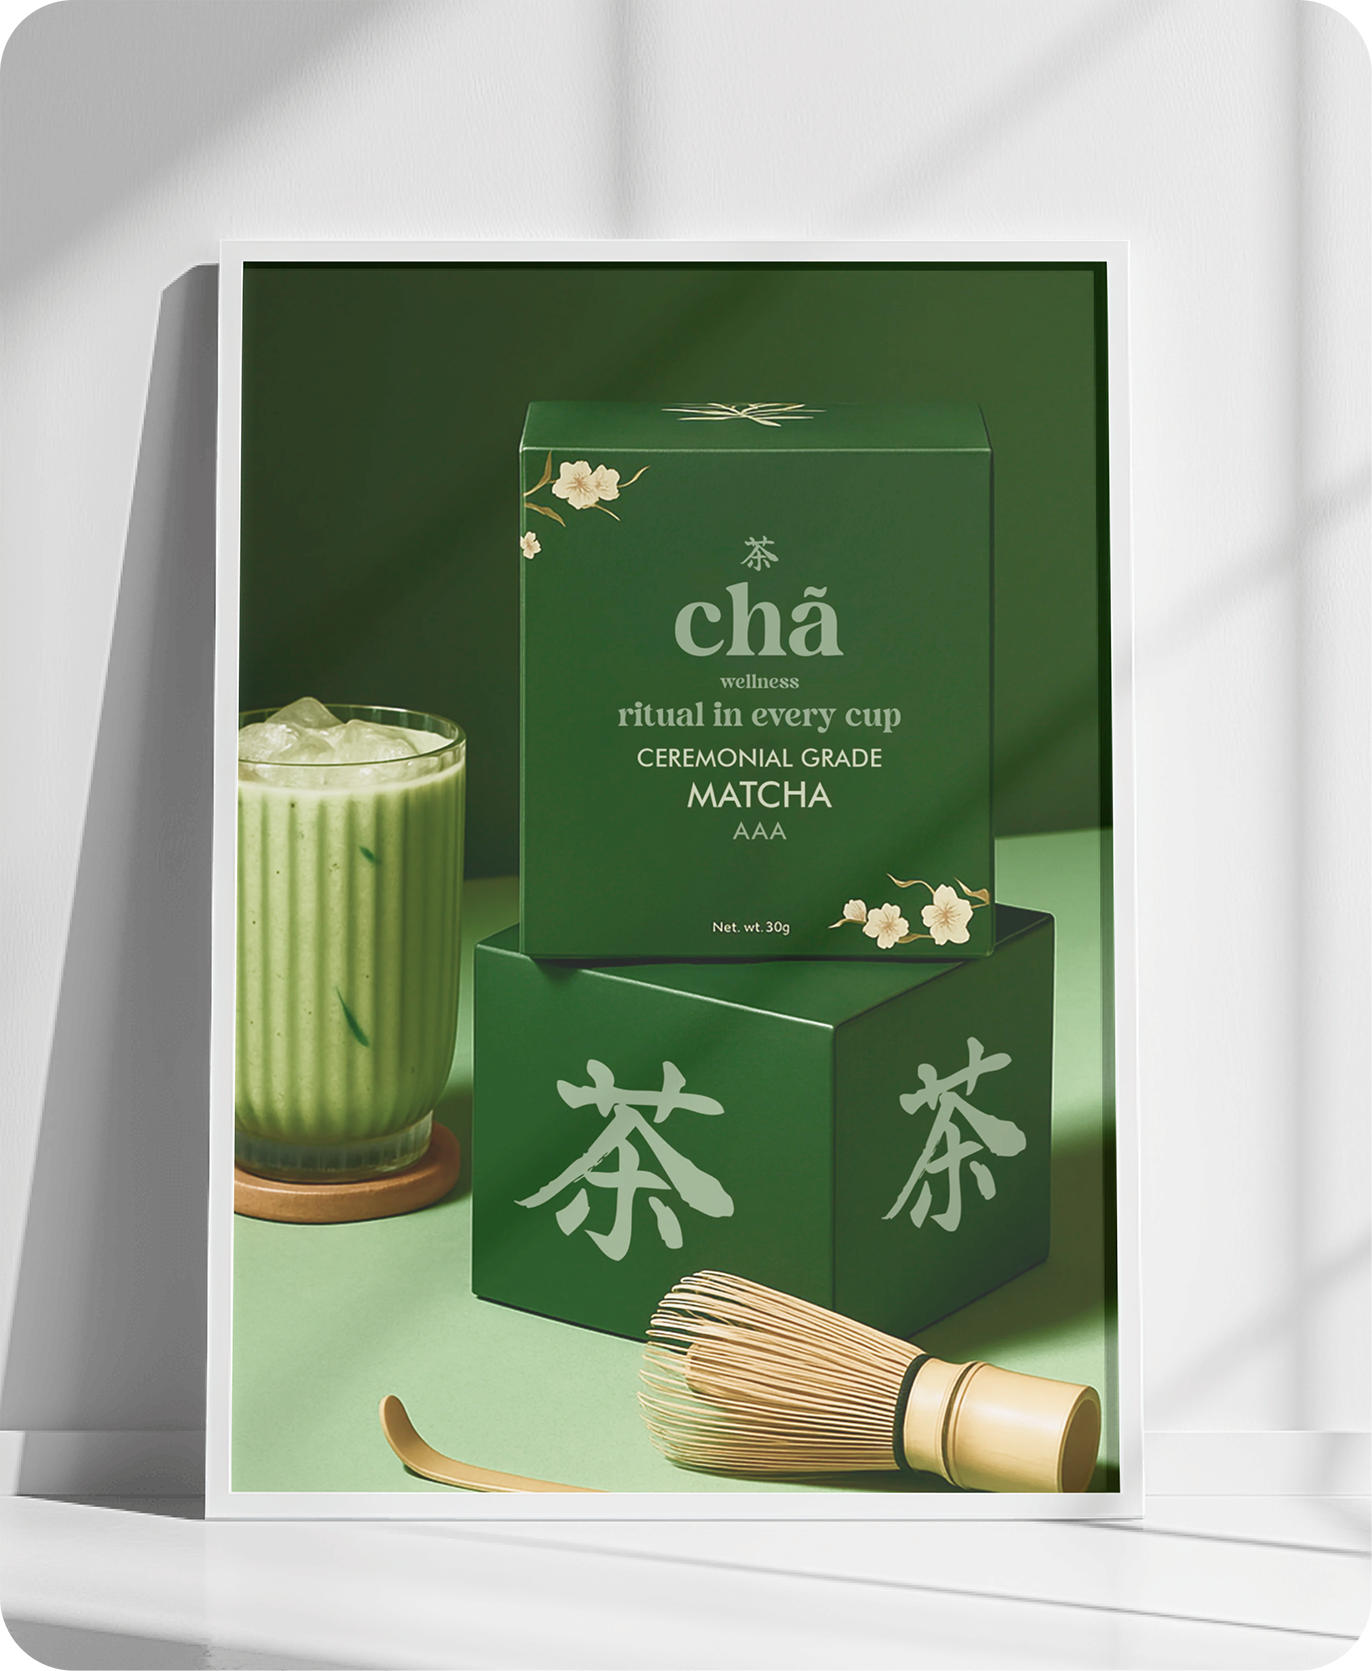 茶
chã
wellness
ritual in every cup
CEREMONIAL GRADE
MATCHA
AAA
Net. wt. 30g
茶
茶